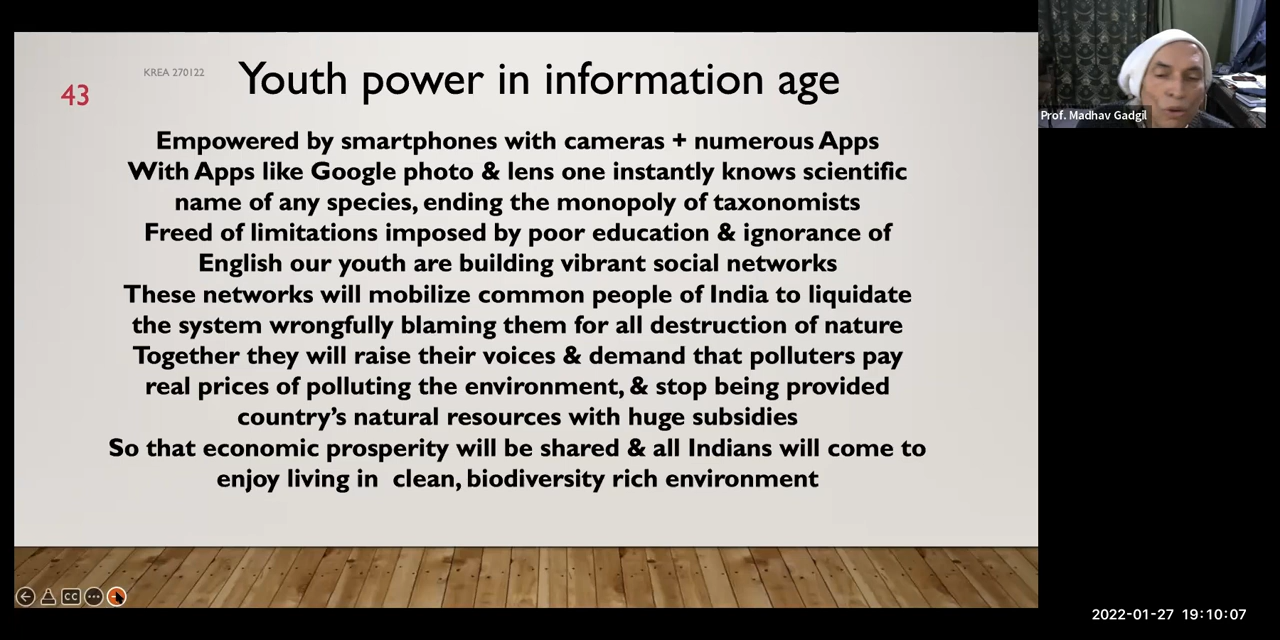 KREA 270122
43
Youth power in information age
Empowered by smartphones with cameras + numerous Apps
With Apps like Google photo & lens one instantly knows scientific
name of any species, ending the monopoly of taxonomists
Freed of limitations imposed by poor education & ignorance of
English our youth are building vibrant social networks
These networks will mobilize common people of India to liquidate
the system wrongfully blaming them for all destruction of nature
Together they will raise their voices & demand that polluters pay
real prices of polluting the environment, & stop being provided
country’s natural resources with huge subsidies
So that economic prosperity will be shared & all Indians will come to
enjoy living in  clean, biodiversity rich environment
Prof. Madhav Gadgil
CC
2022-01-27 19:10:07